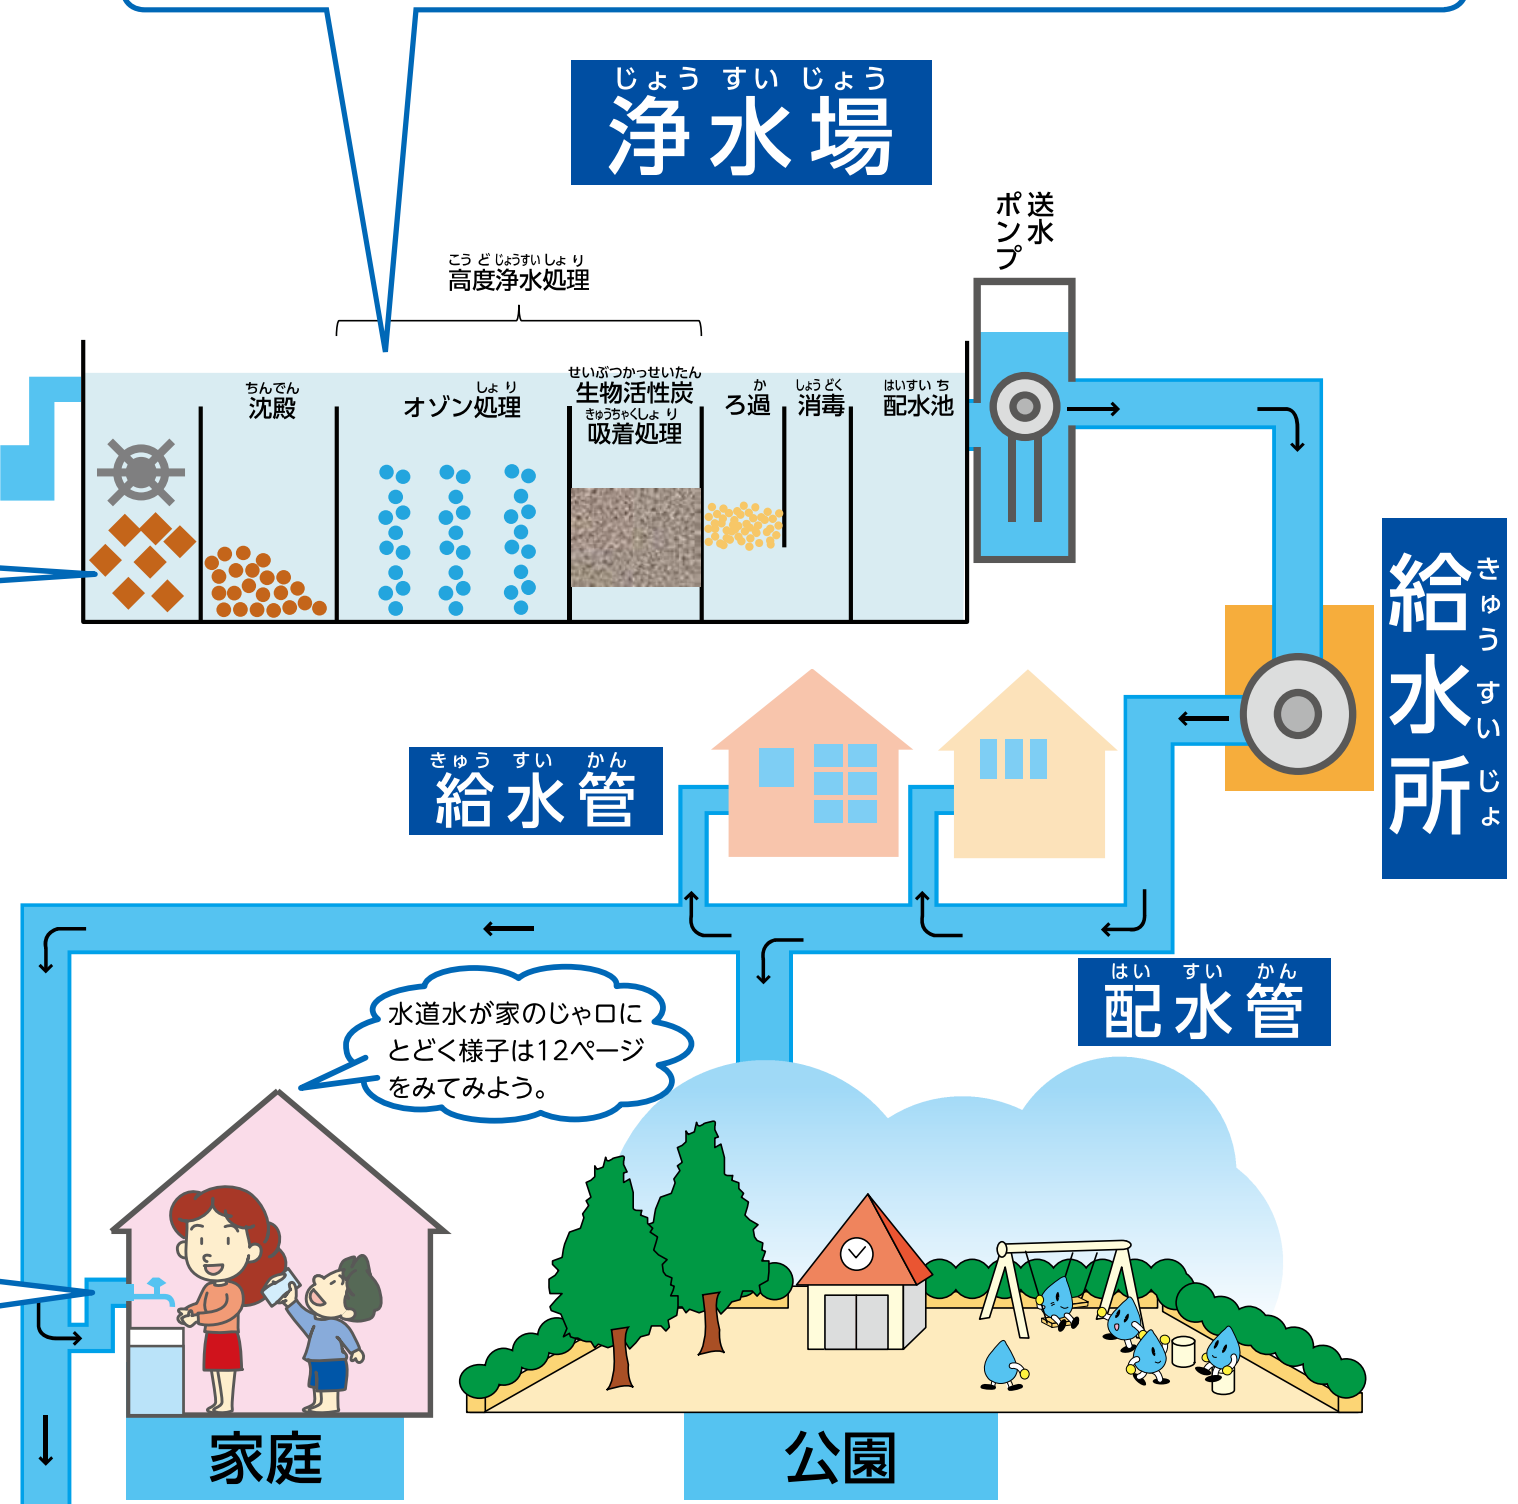 じょう すい じょう
浄水場
送水
ポンプ
こう ど じょうすい しょ り
高度浄水処理
ちんでん
沈殿
しょ り
オゾン処理
せいぶつかっせいたん
生物活性炭
きゅうちゃくしょ り
吸着処理
か
ろ過
しょう どく
消毒
はいすい ち
配水池
きゅう すい じょ
給水所
きゅう すい かん
給水管
はい すい かん
配水管
水道水が家のじゃ口に
とどく様子は12ページ
をみてみよう。
家庭
公園